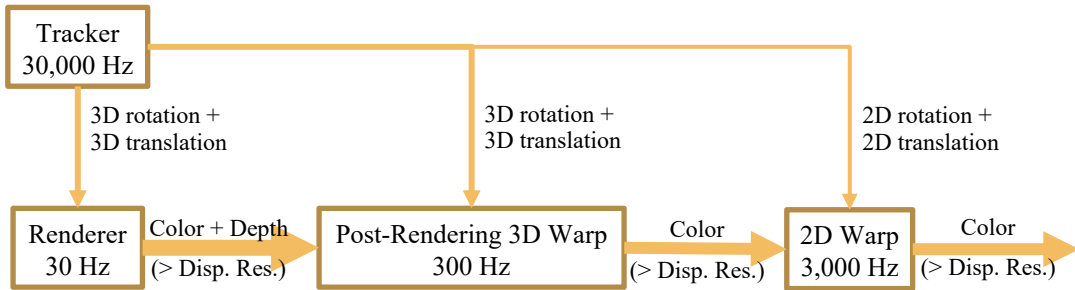 Tracker
30,000 Hz
3D rotation +
3D translation
3D rotation +
3D translation
2D rotation +
2D translation
Renderer
30 Hz
Color + Depth
(> Disp. Res.)
Post-Rendering 3D Warp
300 Hz
Color
(> Disp. Res.)
2D Warp
3,000 Hz
Color
(> Disp. Res.)